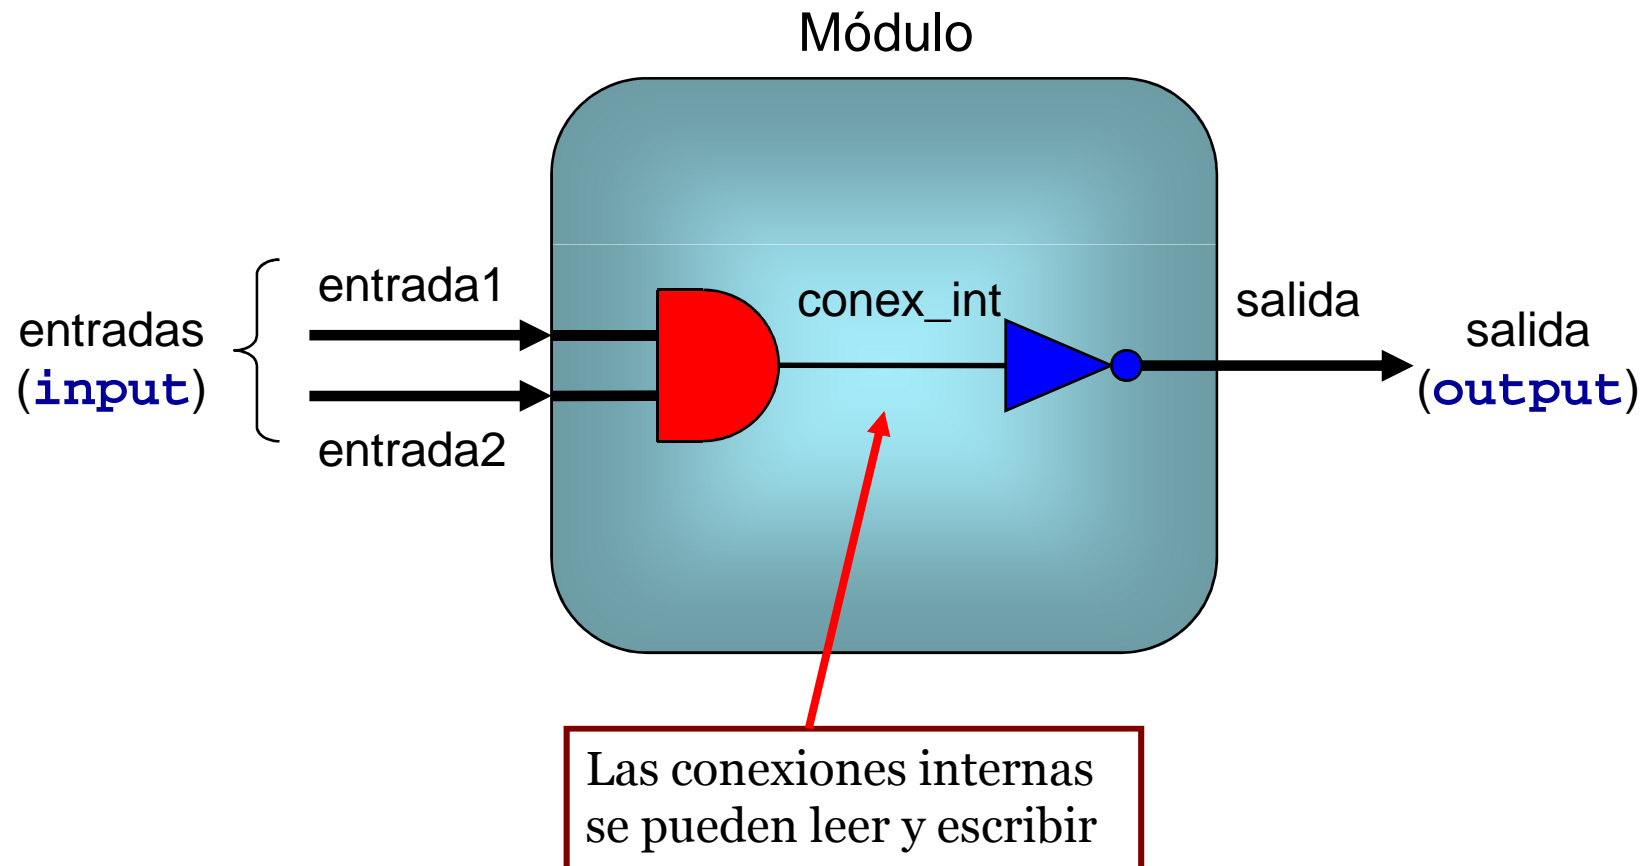 Módulo
entradas
(input)
entrada1
entrada2
conex_int
salida
salida
(output)
Las conexiones internas
se pueden leer y escribir